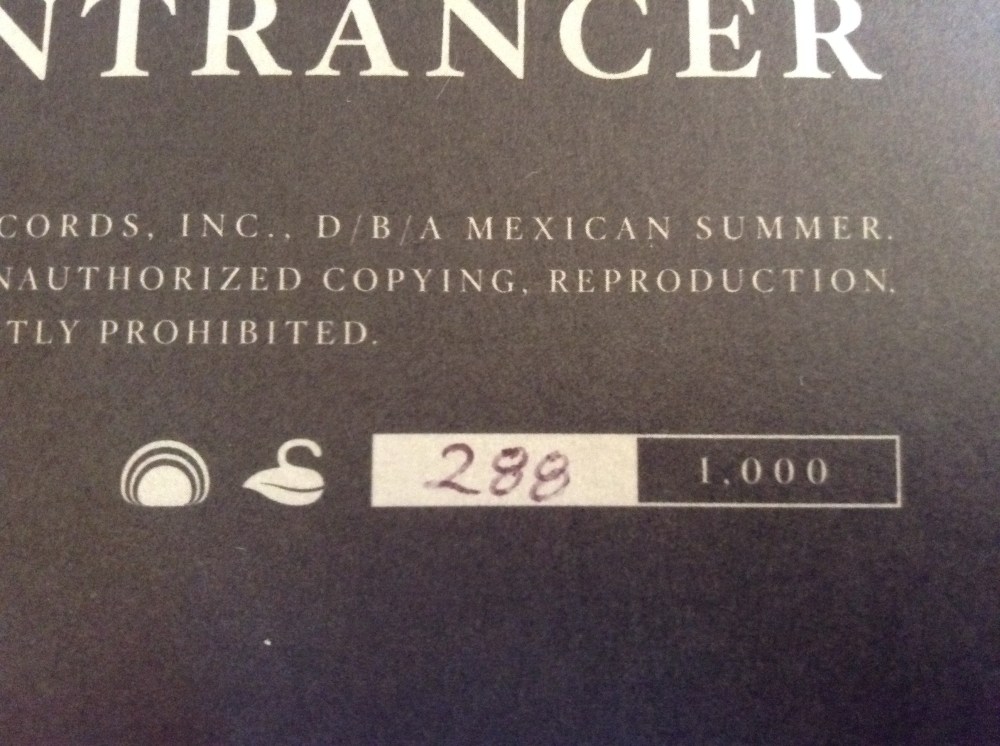 NTRANCER
CORDS, INC., D/B/A MEXICAN SUMMER.
NAUTHORIZED COPYING, REPRODUCTION,
TLY PROHIBITED.
288 1,000